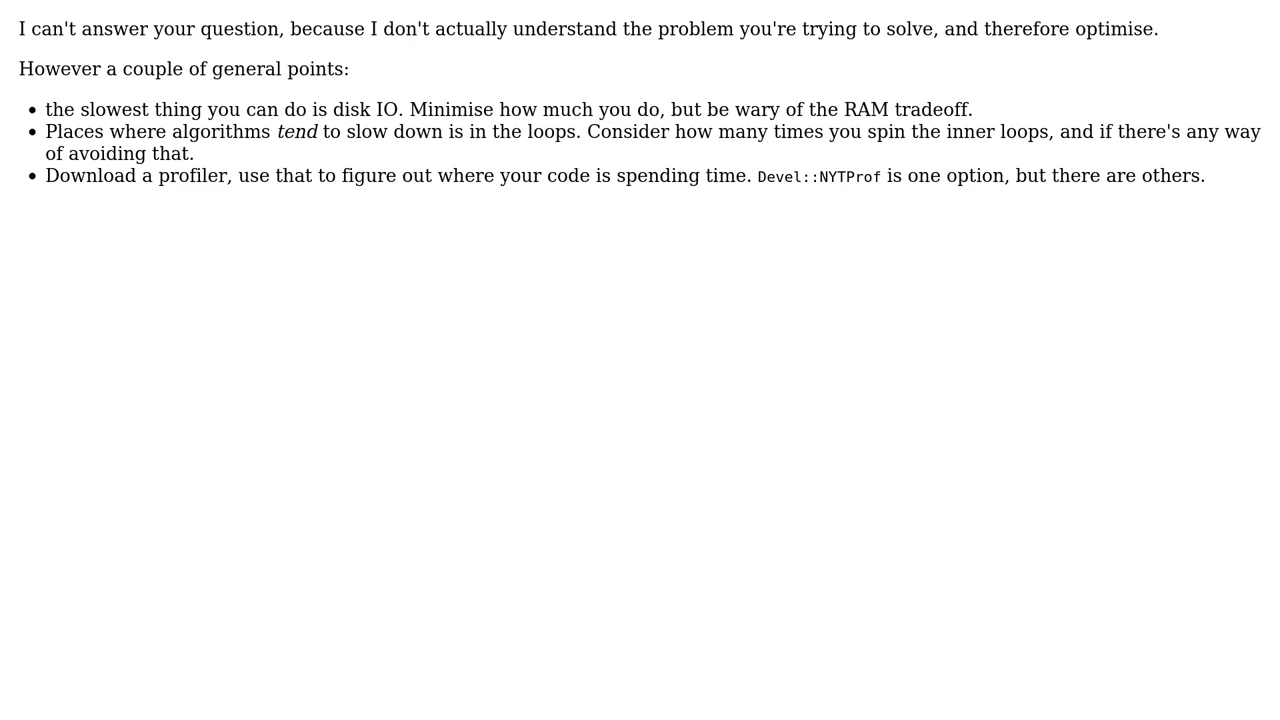 I can't answer your question, because I don't actually understand the problem you're trying to solve, and therefore optimise.
However a couple of general points:
• the slowest thing you can do is disk IO. Minimise how much you do, but be wary of the RAM tradeoff.
• Places where algorithms tend to slow down is in the loops. Consider how many times you spin the inner loops, and if there's any way
of avoiding that.
• Download a profiler, use that to figure out where your code is spending time. Devel::NYTProf is one option, but there are others.